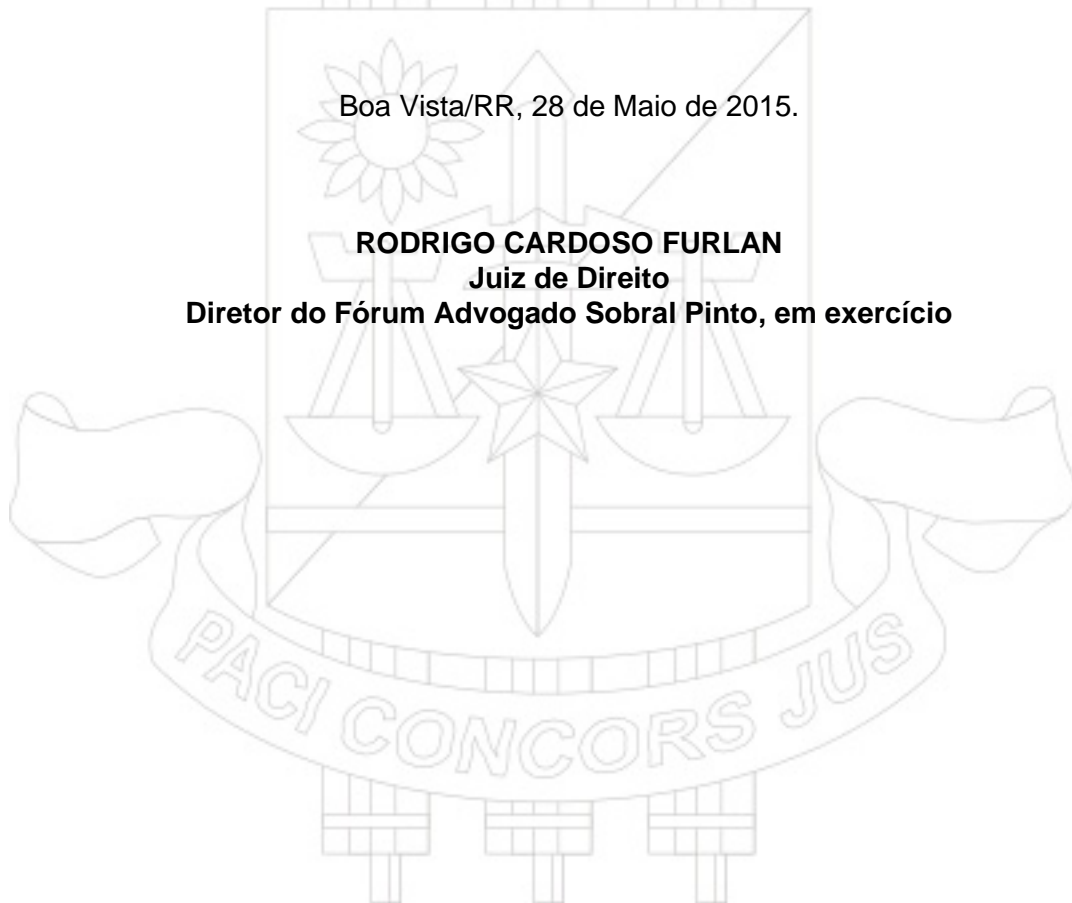 Boa Vista/RR, 28 de Maio de 2015.
RODRIGO CARDOSO FURLAN
Juiz de Direito
Diretor do Fórum Advogado Sobral Pinto, em exercício
PACI CONCORS JUS